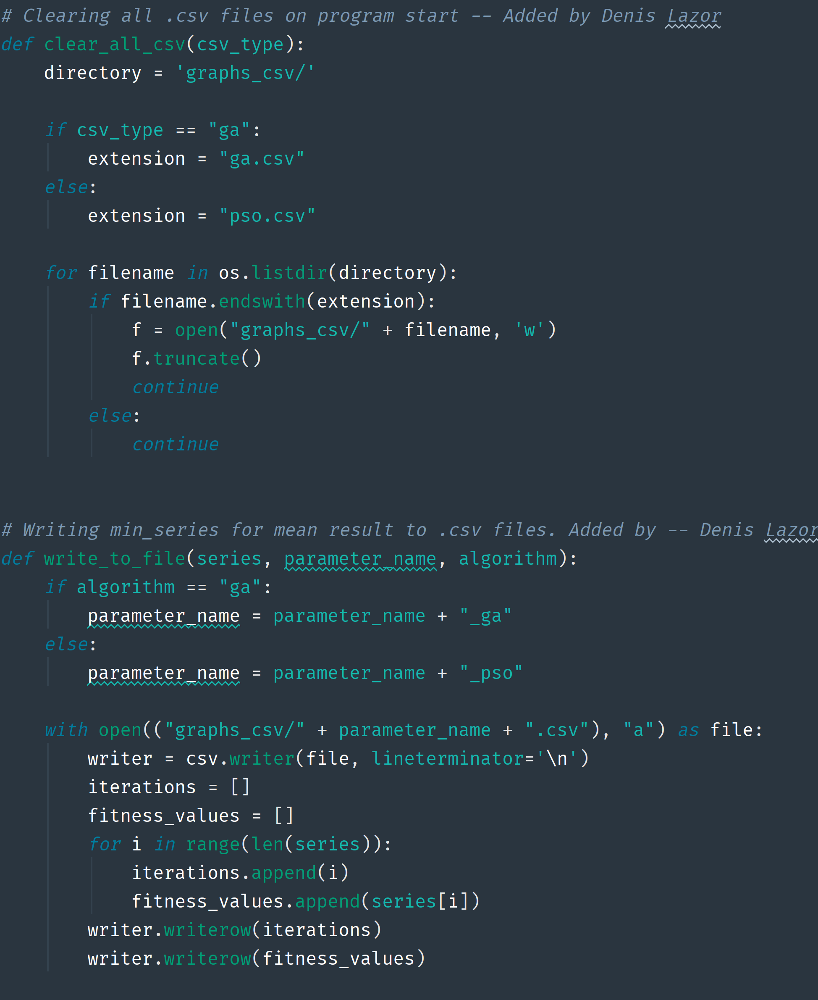 # Clearing all .csv files on program start -- Added by Denis Lazor
def clear_all_csv(csv_type):
    directory = 'graphs_csv/'

    if csv_type == "ga":
        extension = "ga.csv"
    else:
        extension = "pso.csv"

    for filename in os.listdir(directory):
        if filename.endswith(extension):
            f = open("graphs_csv/" + filename, 'w')
            f.truncate()
            continue
        else:
            continue


# Writing min_series for mean result to .csv files. Added by -- Denis Lazor
def write_to_file(series, parameter_name, algorithm):
    if algorithm == "ga":
        parameter_name = parameter_name + "_ga"
    else:
        parameter_name = parameter_name + "_pso"

    with open(("graphs_csv/" + parameter_name + ".csv"), "a") as file:
        writer = csv.writer(file, lineterminator='\n')
        iterations = []
        fitness_values = []
        for i in range(len(series)):
            iterations.append(i)
            fitness_values.append(series[i])
        writer.writerow(iterations)
        writer.writerow(fitness_values)